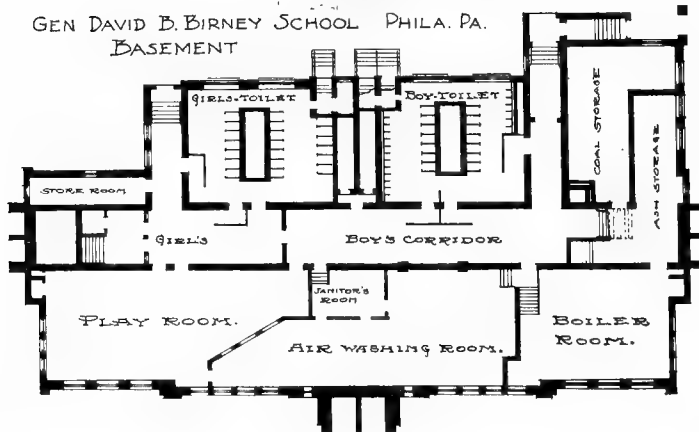 GEN DAVID B. BIRNEY SCHOOL PHILA. PA.
BASEMENT
GIRLS-TOILET
BOY-TOILET
COAL STORAGE
ASH STORAGE
STORE ROOM
GIRL'S
BOY'S CORRIDOR
JANITOR'S
ROOM
PLAY ROOM.
AIR WASHING ROOM.
BOILER
ROOM.